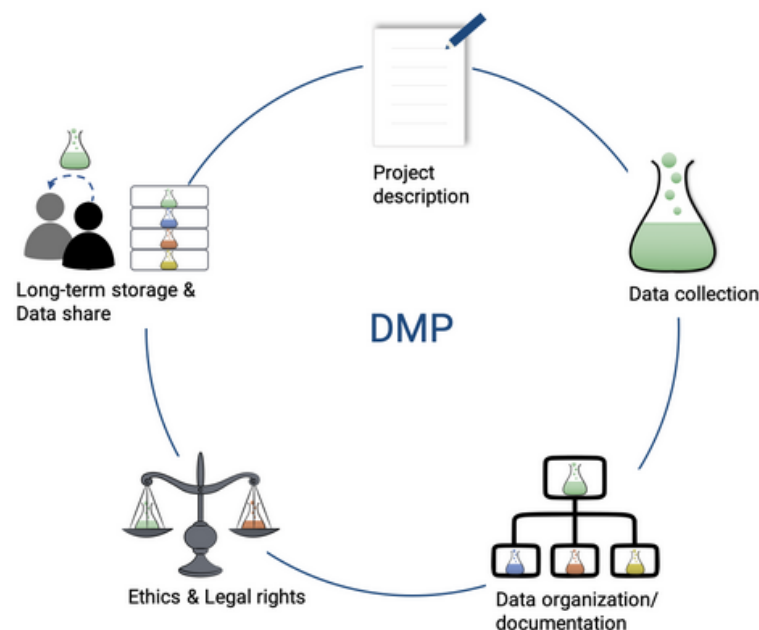 Project
description
Data collection
Data organization/
documentation
Ethics & Legal rights
Long-term storage &
Data share
DMP